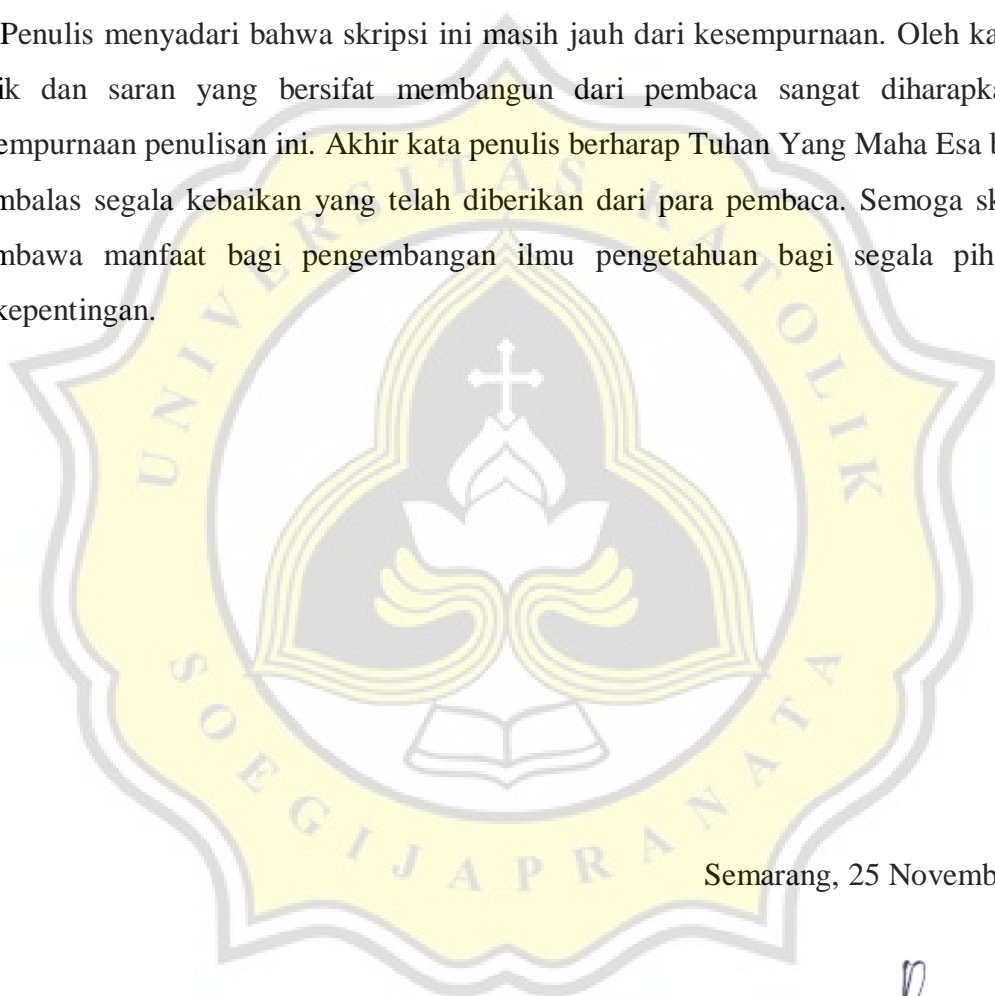 Penulis menyadari bahwa skripsi ini masih jauh dari kesempurnaan. Oleh ka
ik dan saran yang bersifat membangun dari pembaca sangat diharapka
empurnaan penulisan ini. Akhir kata penulis berharap Tuhan Yang Maha Esa b
mbalas segala kebaikan yang telah diberikan dari para pembaca. Semoga sk
mbawa manfaat bagi pengembangan ilmu pengetahuan bagi segala pih
kepentingan.
UNIVERSITAS KATOLIK
SOEGIJAPRANATA
Semarang, 25 Novemb